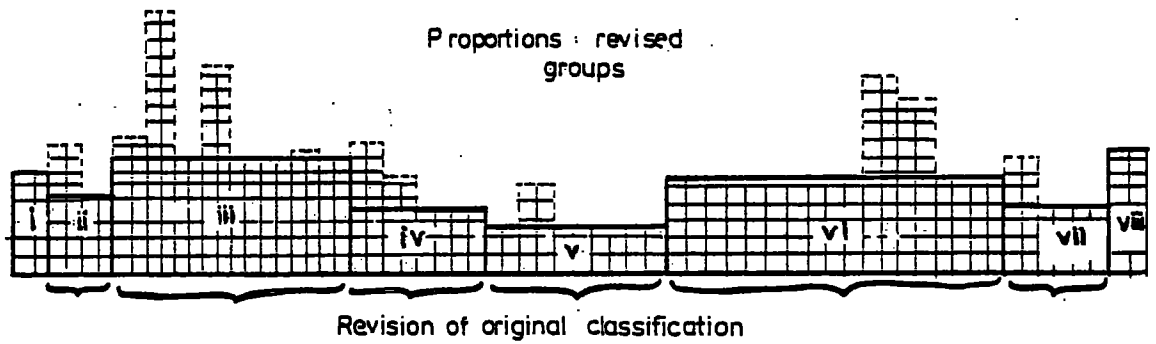 Proportions : revised
groups
i ii iii iv v vi vii viii
Revision of original classification